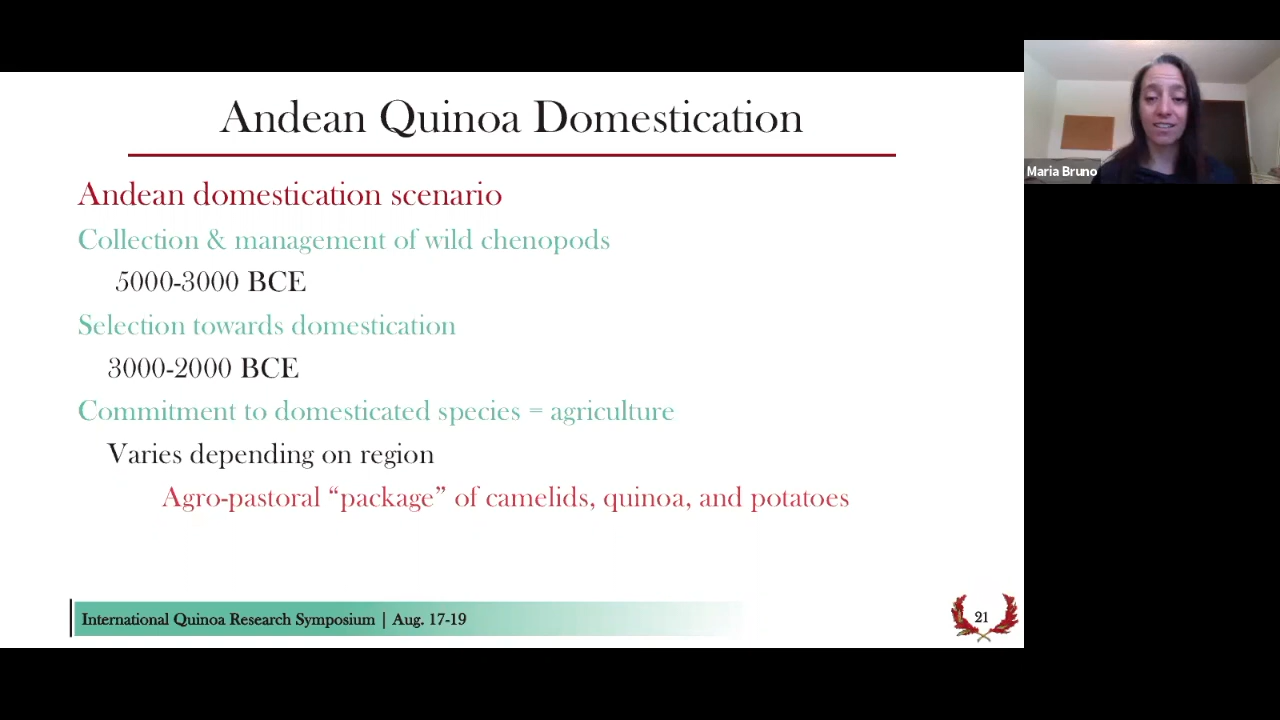 Andean Quinoa Domestication
Andean domestication scenario
Collection & management of wild chenopods
5000-3000 BCE
Selection towards domestication
3000-2000 BCE
Commitment to domesticated species = agriculture
Varies depending on region
Agro-pastoral “package” of camelids, quinoa, and potatoes
International Quinoa Research Symposium | Aug. 17-19
21
Maria Bruno